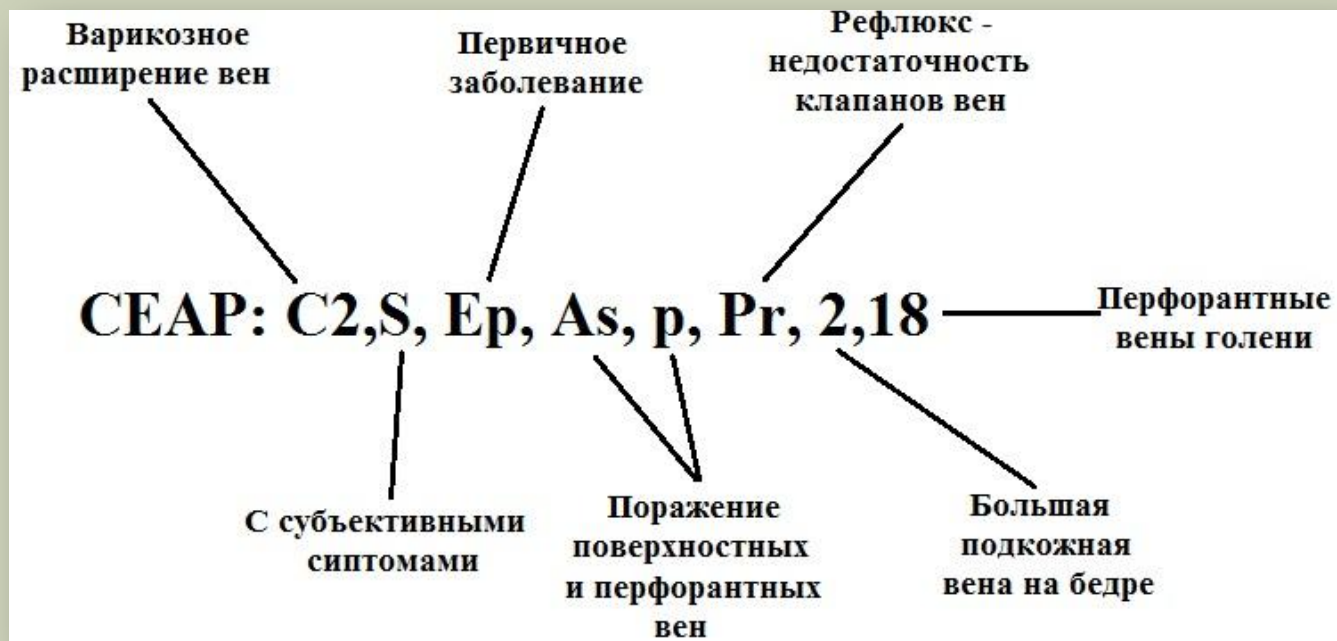 Варикозное
расширение вен
Первичное
заболевание
Рефлюкс -
недостаточность
клапанов вен
CEAP: C2,S, Ep, As, p, Pr, 2,18
Перфорантные
вены голени
С субъективными
сиптомами
Поражение
поверхностных
и перфорантных
вен
Большая
подкожная
вена на бедре